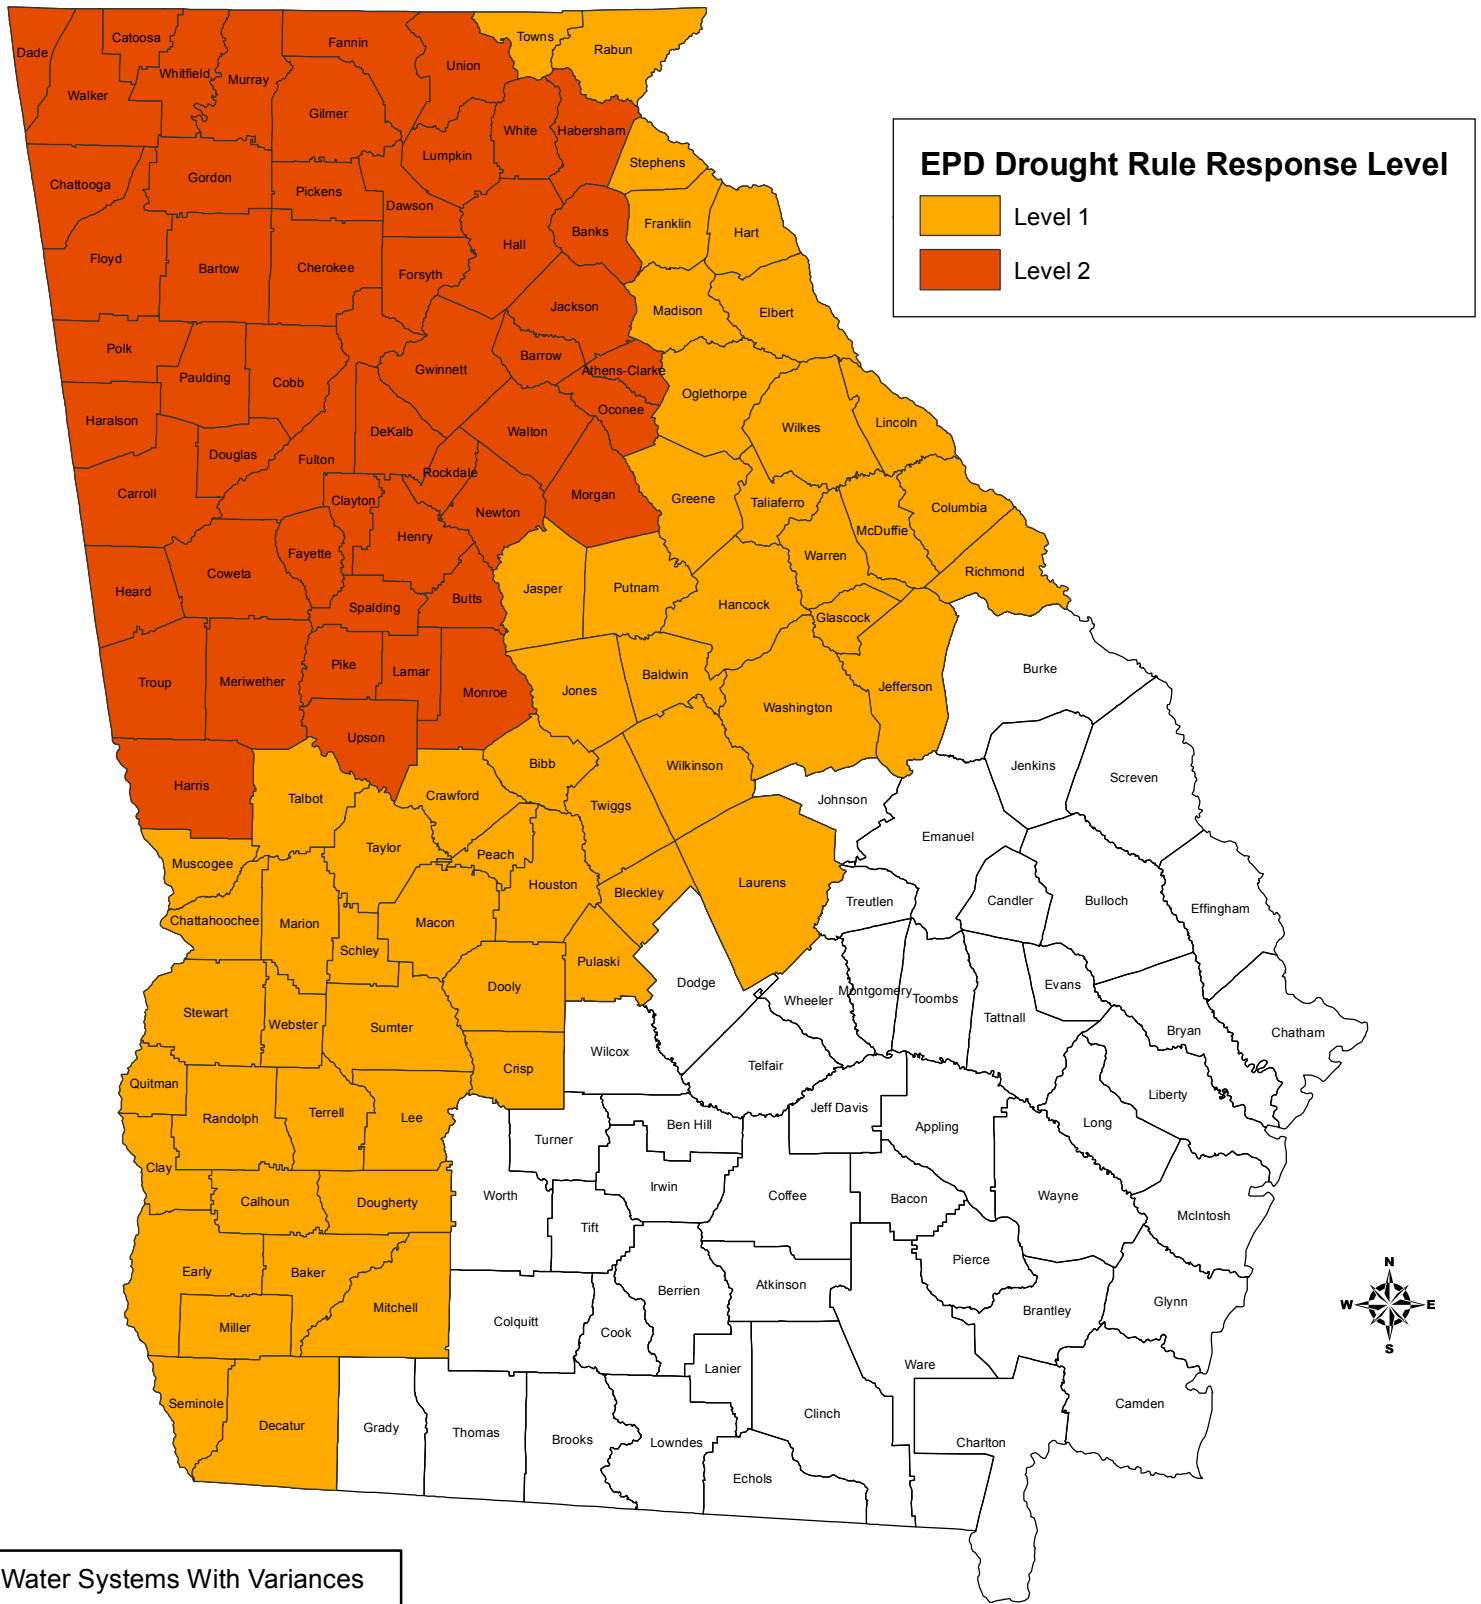 Towns
Rabun
Catoosa
Fannin
Dade
Union
Whitfield
Murray
Walker
Gilmer
White
Habersham
Lumpkin
Stephens
EPD Drought Rule Response Level
Level 1
Level 2
Chattooga
Gordon
Pickens
Dawson
Franklin
Hart
Banks
Hall
Floyd
Bartow
Cherokee
Forsyth
Jackson
Madison
Elbert
Polk
Barrow
Gwinnett
Athens-Clarke
Paulding
Cobb
Oglethorpe
Oconee
Haralson
Lincoln
Wilkes
DeKalb
Walton
Douglas
Fulton
Rockdale
Carroll
Clayton
Morgan
Greene
Taliaferro
Columbia
Newton
McDuffie
Henry
Fayette
Warren
Coweta
Richmond
Heard
Jasper
Putnam
Butts
Spalding
Hancock
Glascock
Burke
Pike
Lamar
Baldwin
Troup
Meriwether
Monroe
Jones
Jefferson
Washington
Upson
Bibb
Wilkinson
Jenkins
Screven
Harris
Talbot
Crawford
Twiggs
Johnson
Emanuel
Taylor
Peach
Muscogee
Houston
Laurens
Bleckley
Treutlen
Candler
Bulloch
Effingham
Chattahoochee
Marion
Macon
Schley
Pulaski
Dodge
Dooly
Evans
Montgomery
Wheeler
Toombs
Stewart
Webster
Sumter
Tattnall
Bryan
Chatham
Wilcox
Telfair
Crisp
Quitman
Liberty
Randolph
Terrell
Lee
Jeff Davis
Ben Hill
Appling
Long
Turner
Clay
Irwin
Worth
Coffee
Bacon
Wayne
Calhoun
Dougherty
McIntosh
Tift
Pierce
Early
Baker
Atkinson
Berrien
Mitchell
Brantley
Glynn
Miller
Colquitt
Cook
Lanier
Ware
Seminole
Camden
Clinch
Decatur
Grady
Thomas
Brooks
Lowndes
Charlton
Echols
N
W
E
S
Water Systems With Variances